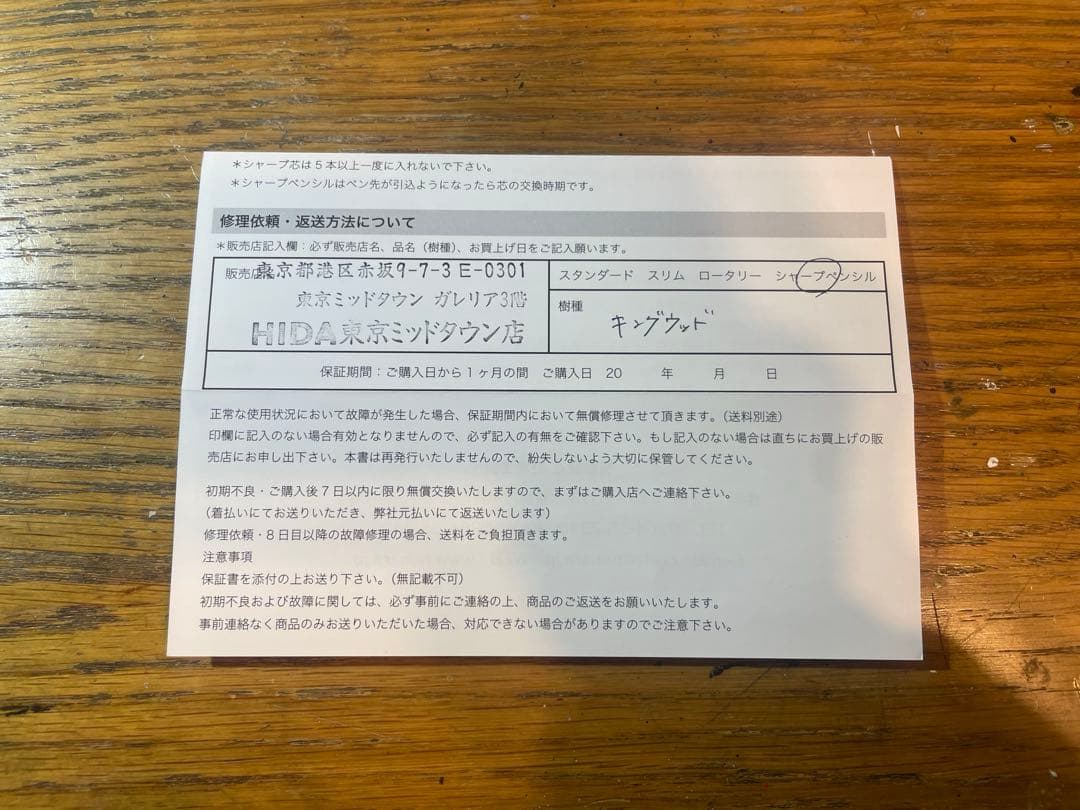 ＊シャープ芯は５本以上一度に入れないで下さい。
＊シャープペンシルはペン先が引込ようになったら芯の交換時期です。
修理依頼・返送方法について
＊販売店記入欄：必ず販売店名、品名（樹種）、お買上げ日をご記入願います。
販売店
東京都港区赤坂9-7-3 E-0301
東京ミッドタウン ガレリア3階
HIDA東京ミッドタウン店
スタンダード スリム ロータリー シャープペンシル
樹種
キングウッド
保証期間：ご購入日から１ヶ月の間 ご購入日 20 年 月 日
正常な使用状況において故障が発生した場合、保証期間内において無償修理させて頂きます。（送料別途）
印欄に記入のない場合有効となりませんので、必ず記入の有無をご確認下さい。もし記入のない場合は直ちにお買上げの販
売店にお申し出下さい。本書は再発行いたしませんので、紛失しないよう大切に保管してください。
初期不良・ご購入後７日以内に限り無償交換いたしますので、まずはご購入店へご連絡下さい。
（着払いにてお送りいただき、弊社元払いにて返送いたします）
修理依頼・８日目以降の故障修理の場合、送料をご負担頂きます。
注意事項
保証書を添付の上お送り下さい。（無記載不可）
初期不良および故障に関しては、必ず事前にご連絡の上、商品のご返送をお願いいたします。
事前連絡なく商品のみお送りいただいた場合、対応できない場合がありますのでご注意下さい。